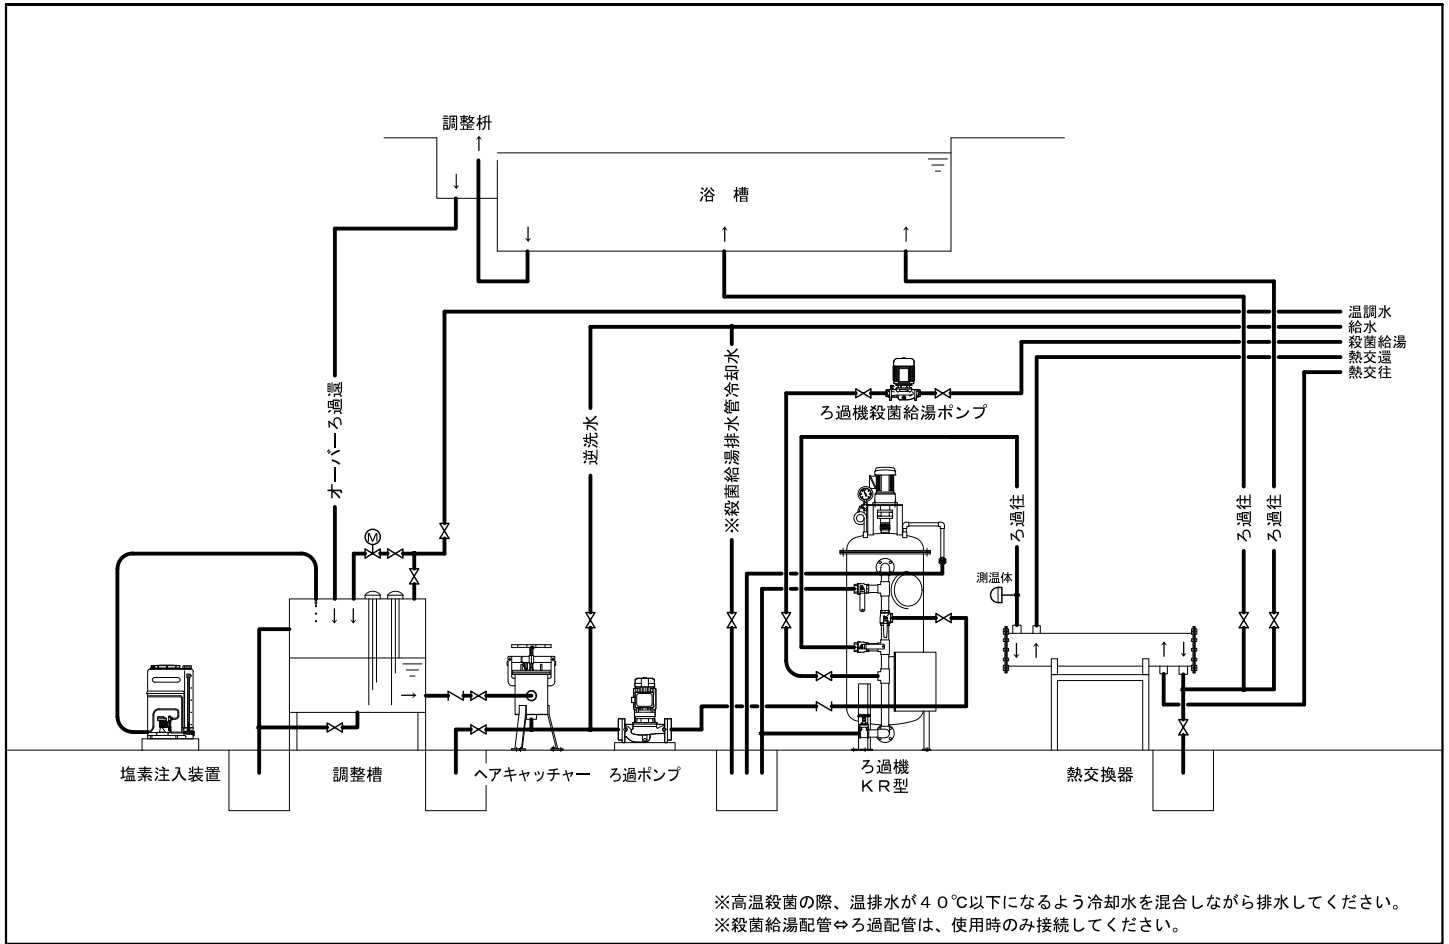 調整枡
浴 槽
温調水
給水
殺菌給湯
熱交還
熱交往
オーバーろ過還
逆洗水
※殺菌給湯排水管冷却水
ろ過機殺菌給湯ポンプ
ろ過往
ろ過往
ろ過往
M
測温体
塩素注入装置
調整槽
ヘアキャッチャー
ろ過ポンプ
ろ過機
KR型
熱交換器
※高温殺菌の際、温排水が40℃以下になるよう冷却水を混合しながら排水してください。
※殺菌給湯配管⇔ろ過配管は、使用時のみ接続してください。